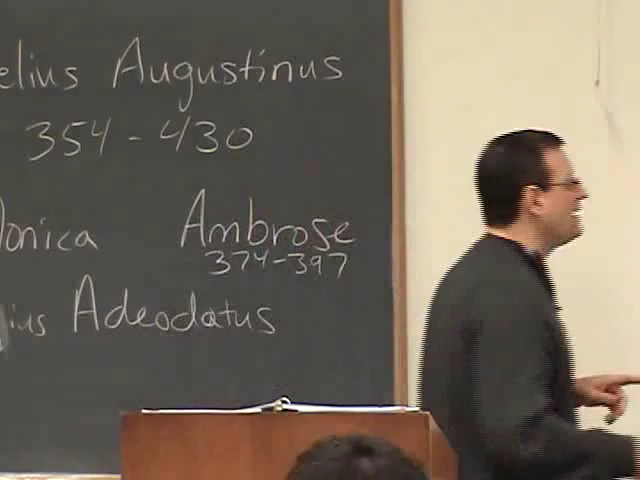 elius Augustinus
354 - 430
onica Ambrose
374-397
ius Adeodatus